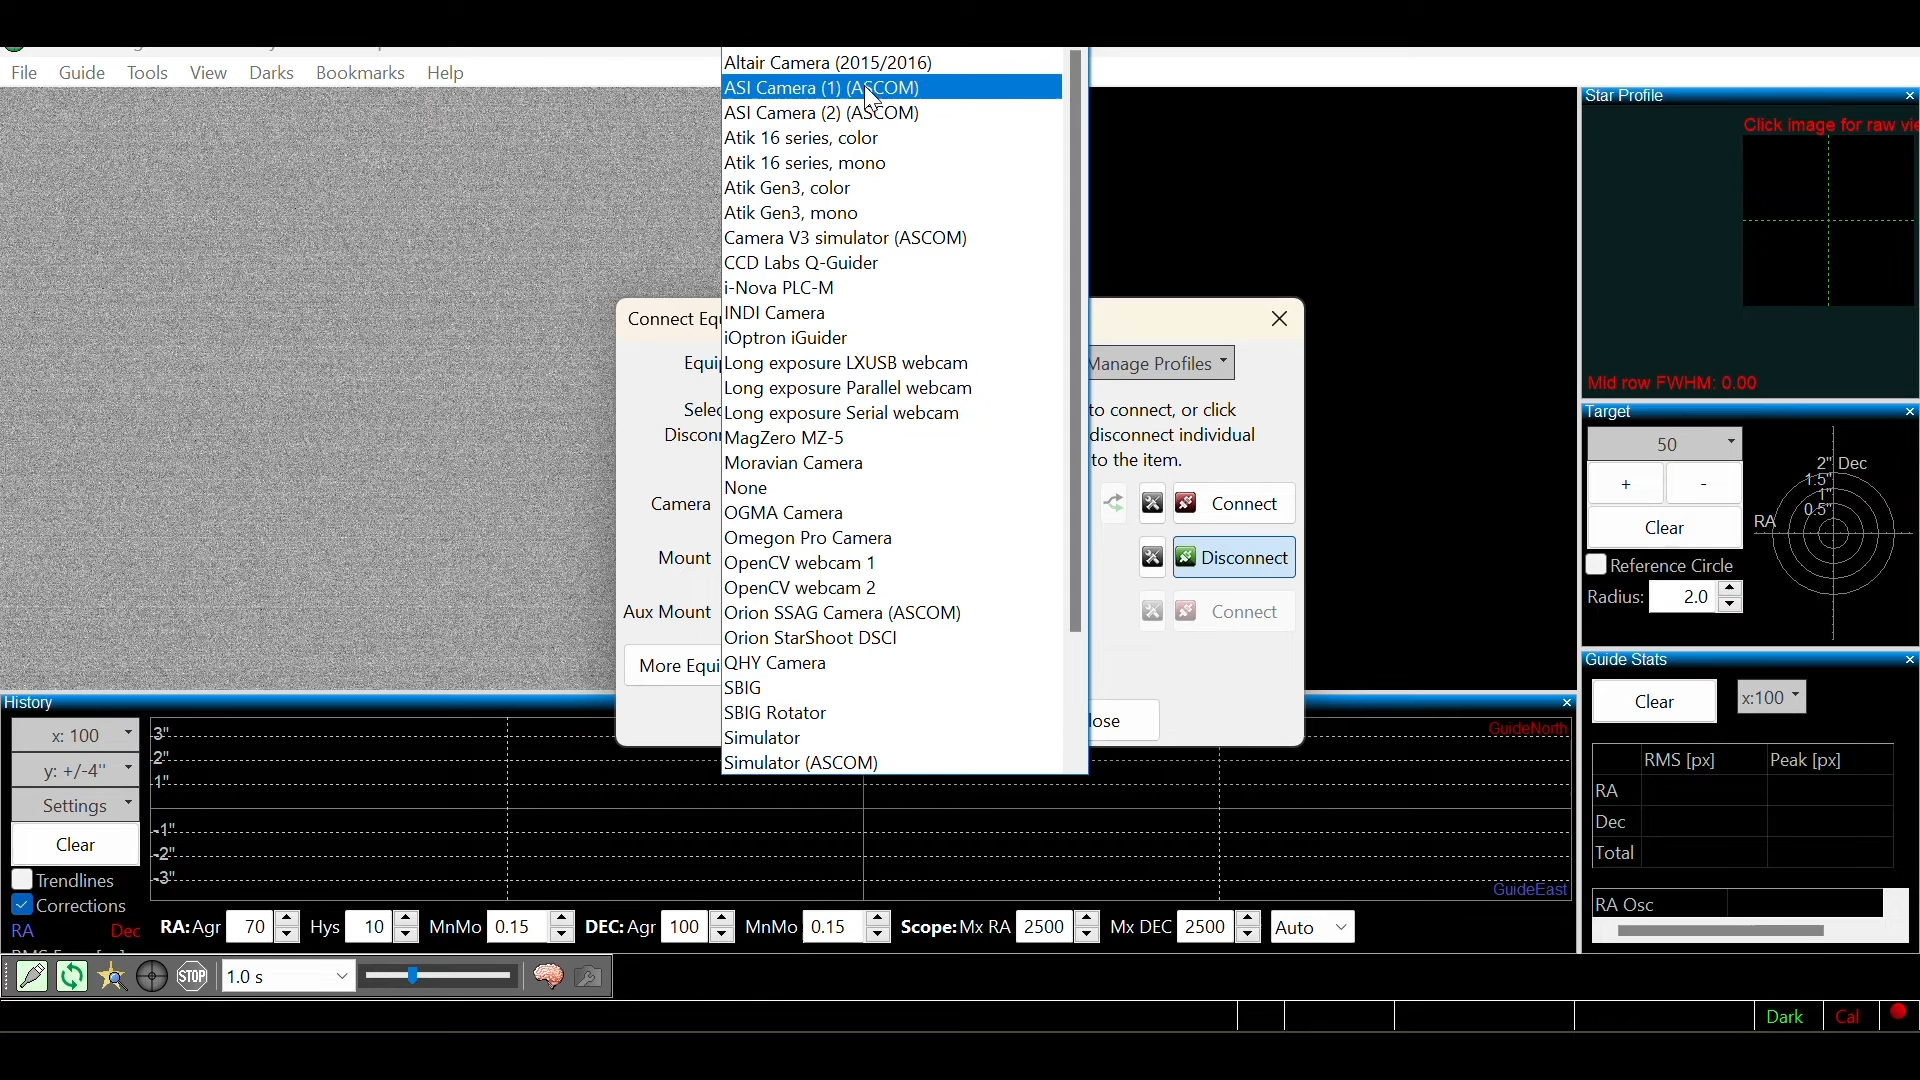 File Guide Tools View Darks Bookmarks Help
Altair Camera (2015/2016)
ASI Camera (1) (ASCOM)
ASI Camera (2) (ASCOM)
Atik 16 series, color
Atik 16 series, mono
Atik Gen3, color
Atik Gen3, mono
Camera V3 simulator (ASCOM)
CCD Labs Q-Guider
i-Nova PLC-M
INDI Camera
iOptron iGuider
Long exposure LXUSB webcam
Long exposure Parallel webcam
Long exposure Serial webcam
MagZero MZ-5
Moravian Camera
None
OGMA Camera
Omegon Pro Camera
OpenCV webcam 1
OpenCV webcam 2
Orion SSAG Camera (ASCOM)
Orion StarShoot DSCI
QHY Camera
SBIG
SBIG Rotator
Simulator
Simulator (ASCOM)
Connect Equ
Equip
Manage Profiles
Selec
to connect, or click
Disconn
disconnect individual
to the item.
Camera
Connect
Mount
Disconnect
Aux Mount
Connect
More Equi
lose
Star Profile
Click image for raw vie
Mid row FWHM: 0.00
Target
50
+ -
Clear
Reference Circle
Radius: 2.0
2" Dec
1.5"
1"
0.5"
RA
Guide Stats
Clear x:100
RMS [px] Peak [px]
RA
Dec
Total
RA Osc
History
x: 100
y: +/-4"
Settings
Clear
Trendlines
Corrections
RA Dec
3"
2"
1"
-1"
-2"
-3"
GuideNorth
GuideEast
RA: Agr 70 Hys 10 MnMo 0.15 DEC: Agr 100 MnMo 0.15 Scope: Mx RA 2500 Mx DEC 2500 Auto
STOP 1.0 s
Dark Cal